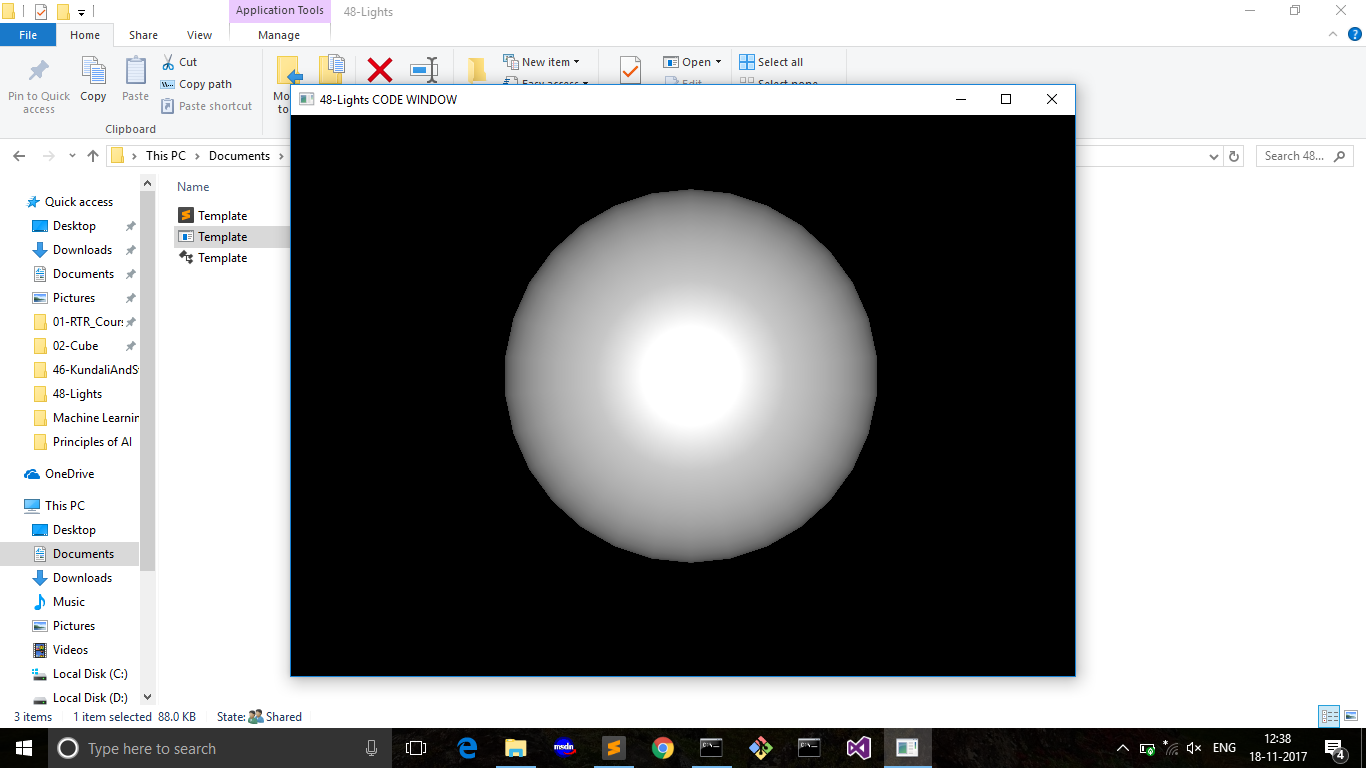 Application Tools
48-Lights
File
Home
Share
View
Manage
Pin to Quick access
Copy
Paste
Cut
Copy path
Paste shortcut
Clipboard
New item
Easy access
Open
Edit
Select all
Select none
48-Lights CODE WINDOW
This PC
Documents
Search 48...
Name
Template
Template
Template
Quick access
Desktop
Downloads
Documents
Pictures
01-RTR_Cours
02-Cube
46-KundaliAndS
48-Lights
Machine Learnin
Principles of AI
OneDrive
This PC
Desktop
Documents
Downloads
Music
Pictures
Videos
Local Disk (C:)
Local Disk (D:)
3 items
1 item selected 88.0 KB
State: Shared
Type here to search
msdn
ENG
12:38
18-11-2017
4